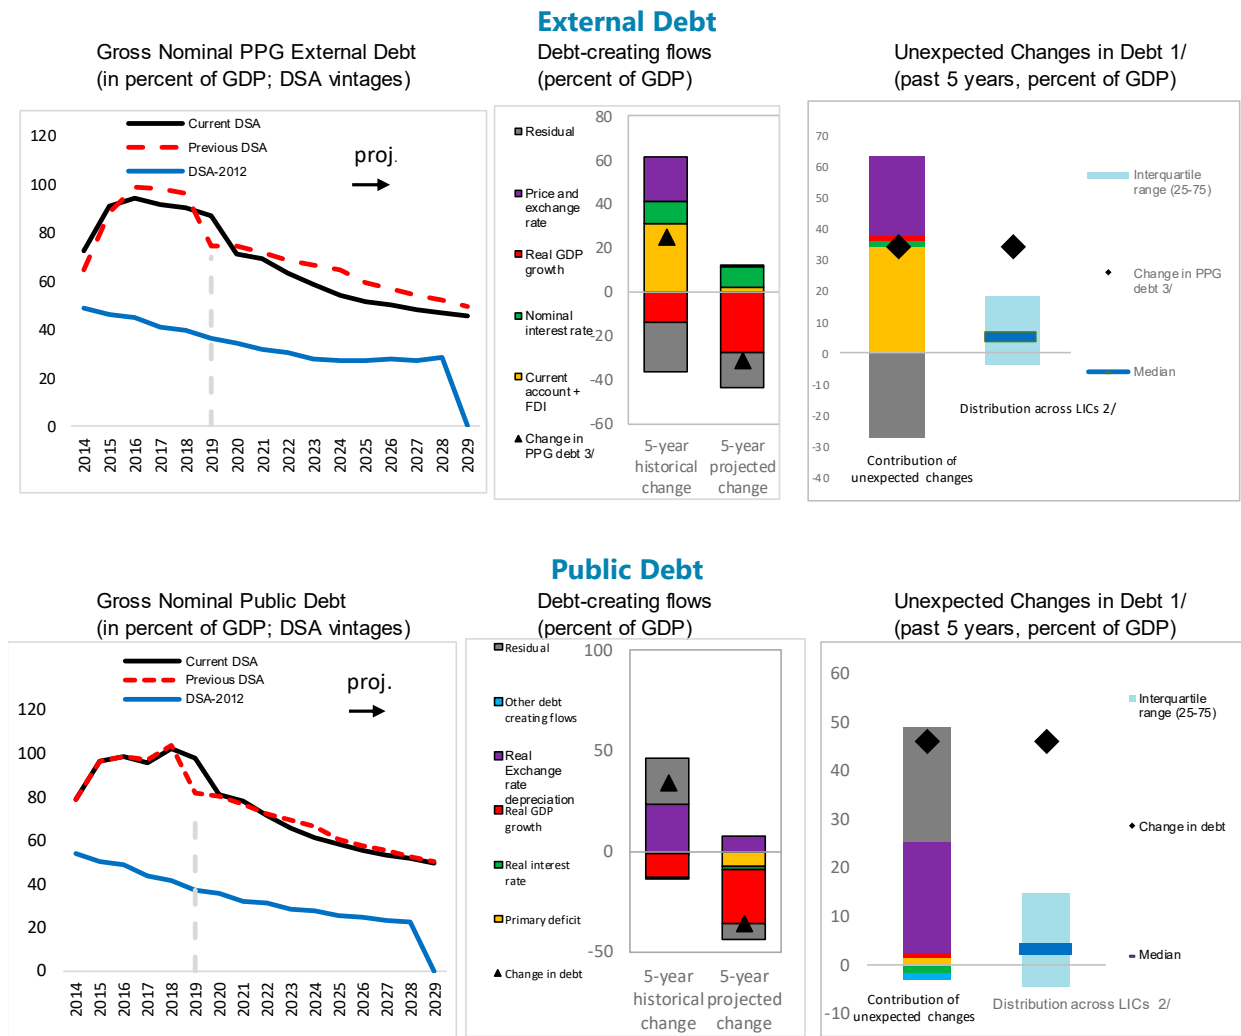 External Debt
Gross Nominal PPG External Debt
(in percent of GDP; DSA vintages)
Current DSA
Previous DSA
DSA-2012
proj.
120
100
80
60
40
20
0
2014
2015
2016
2017
2018
2019
2020
2021
2022
2023
2024
2025
2026
2027
2028
2029
Debt-creating flows
(percent of GDP)
Residual
Price and
exchange
rate
Real GDP
growth
Nominal
interest rate
Current
account +
FDI
Change in
PPG debt 3/
80
60
40
20
0
-20
-40
-60
5-year
historical
change
5-year
projected
change
Unexpected Changes in Debt 1/
(past 5 years, percent of GDP)
70
60
50
40
30
20
10
0
-10
-20
-30
-40
Interquartile
range (25-75)
Change in PPG
debt 3/
Median
Distribution across LICs 2/
Contribution of
unexpected changes
Public Debt
Gross Nominal Public Debt
(in percent of GDP; DSA vintages)
Current DSA
Previous DSA
DSA-2012
proj.
120
100
80
60
40
20
0
2014
2015
2016
2017
2018
2019
2020
2021
2022
2023
2024
2025
2026
2027
2028
2029
Debt-creating flows
(percent of GDP)
Residual
Other debt
creating flows
Real
Exchange
rate
depreciation
Real GDP
growth
Real interest
rate
Primary deficit
Change in debt
100
50
0
-50
5-year
historical
change
5-year
projected
change
Unexpected Changes in Debt 1/
(past 5 years, percent of GDP)
60
50
40
30
20
10
0
-10
Interquartile
range (25-75)
Change in debt
Median
Contribution of
unexpected changes
Distribution across LICs 2/